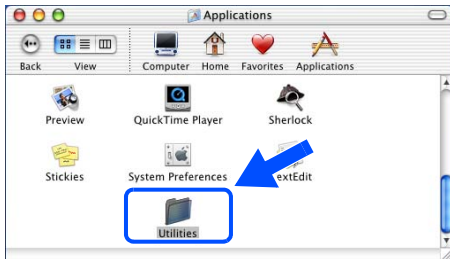 Applications
Back View Computer Home Favorites Applications
Preview QuickTime Player Sherlock
Stickies System Preferences extEdit
Utilities